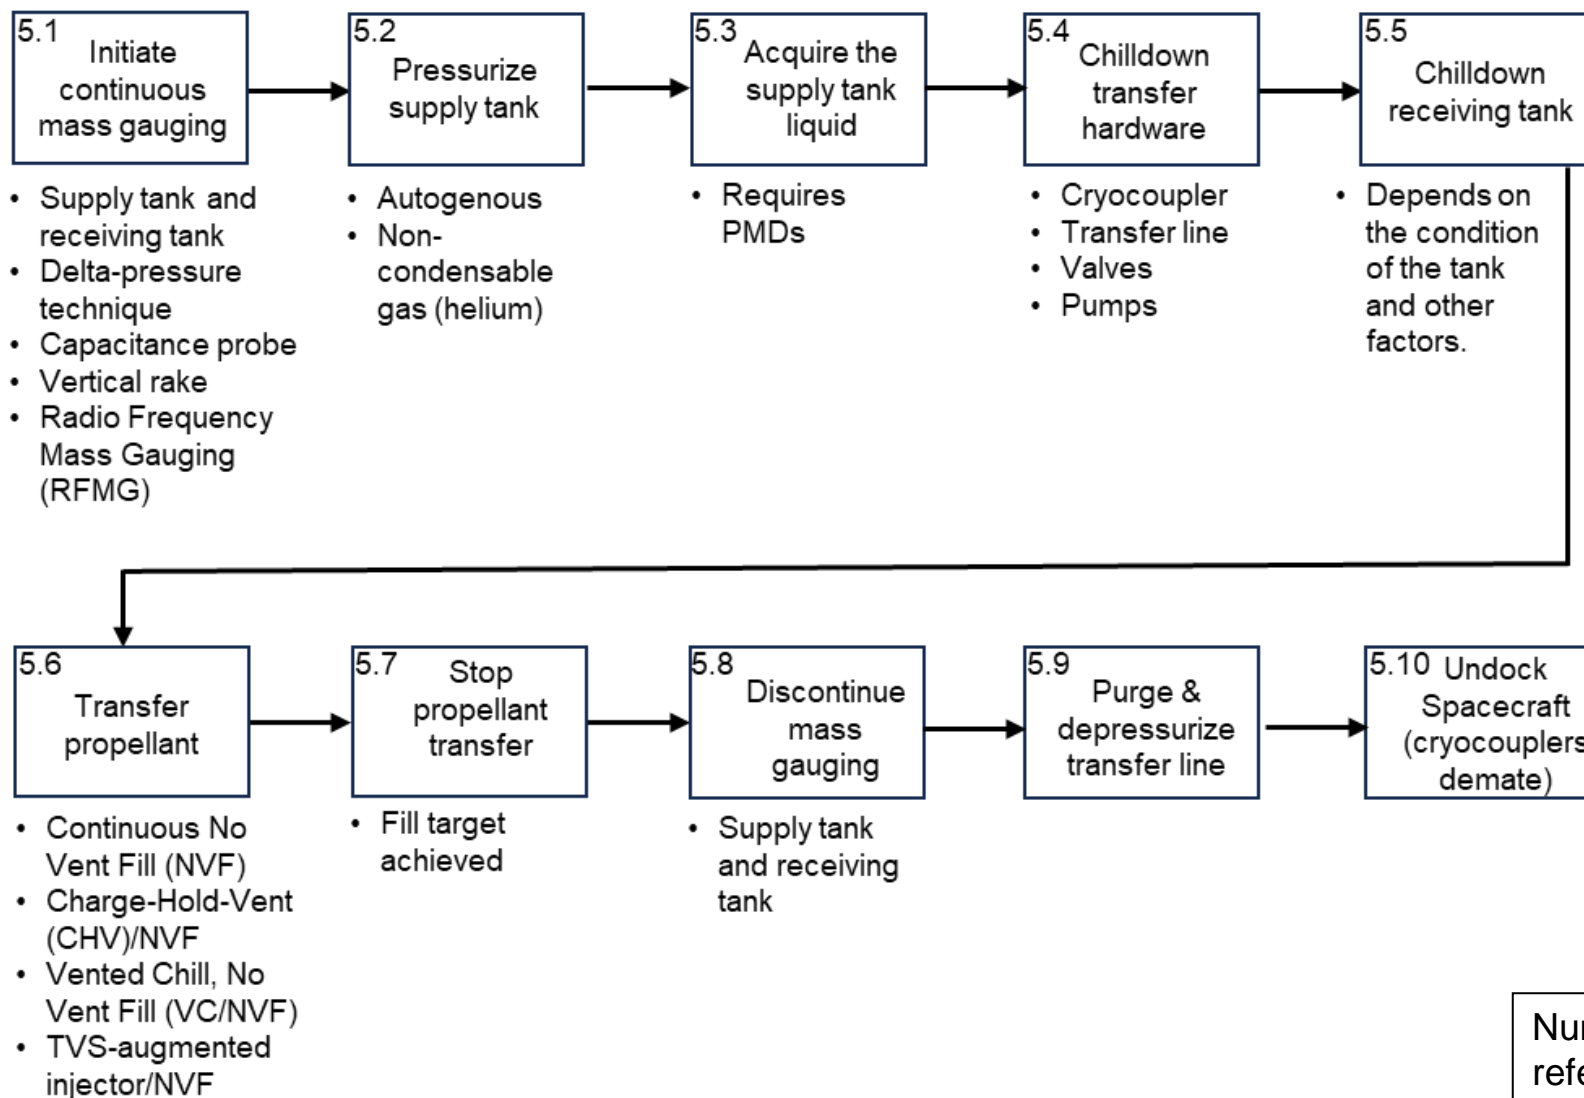 5.1
Initiate
continuous
mass gauging
5.2
Pressurize
supply tank
5.3
Acquire the
supply tank
liquid
5.4
Chilldown
transfer
hardware
5.5
Chilldown
receiving tank
• Supply tank and
receiving tank
• Delta-pressure
technique
• Capacitance probe
• Vertical rake
• Radio Frequency
Mass Gauging
(RFMG)
• Autogenous
• Non-
condensable
gas (helium)
• Requires
PMDs
• Cryocoupler
• Transfer line
• Valves
• Pumps
• Depends on
the condition
of the tank
and other
factors.
5.6
Transfer
propellant
5.7
Stop
propellant
transfer
5.8
Discontinue
mass
gauging
5.9
Purge &
depressurize
transfer line
5.10 Undock
Spacecraft
(cryocouplers
demate)
• Continuous No
Vent Fill (NVF)
• Charge-Hold-Vent
(CHV)/NVF
• Vented Chill, No
Vent Fill (VC/NVF)
• TVS-augmented
injector/NVF
• Fill target
achieved
• Supply tank
and receiving
tank